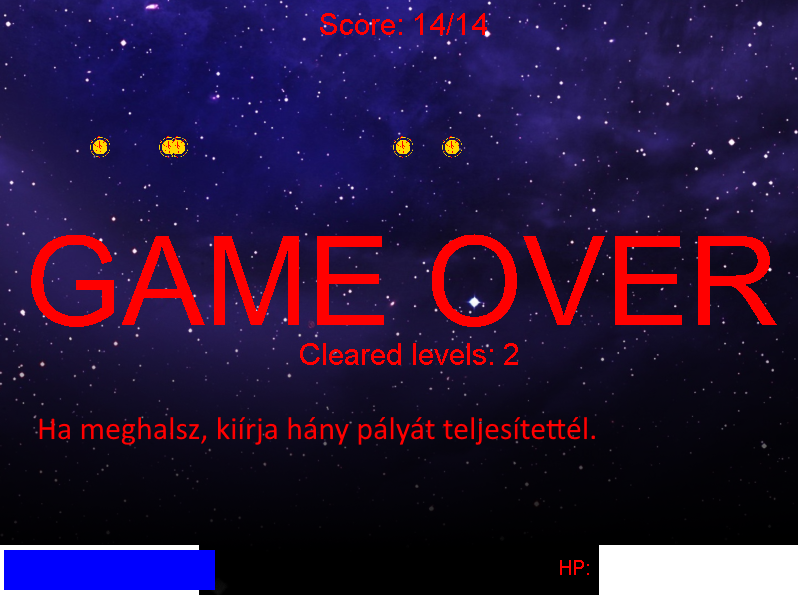 Score: 14/14
GAME OVER
Cleared levels: 2
Ha meghalsz, kiírja hány pályát teljesítettél.
HP: